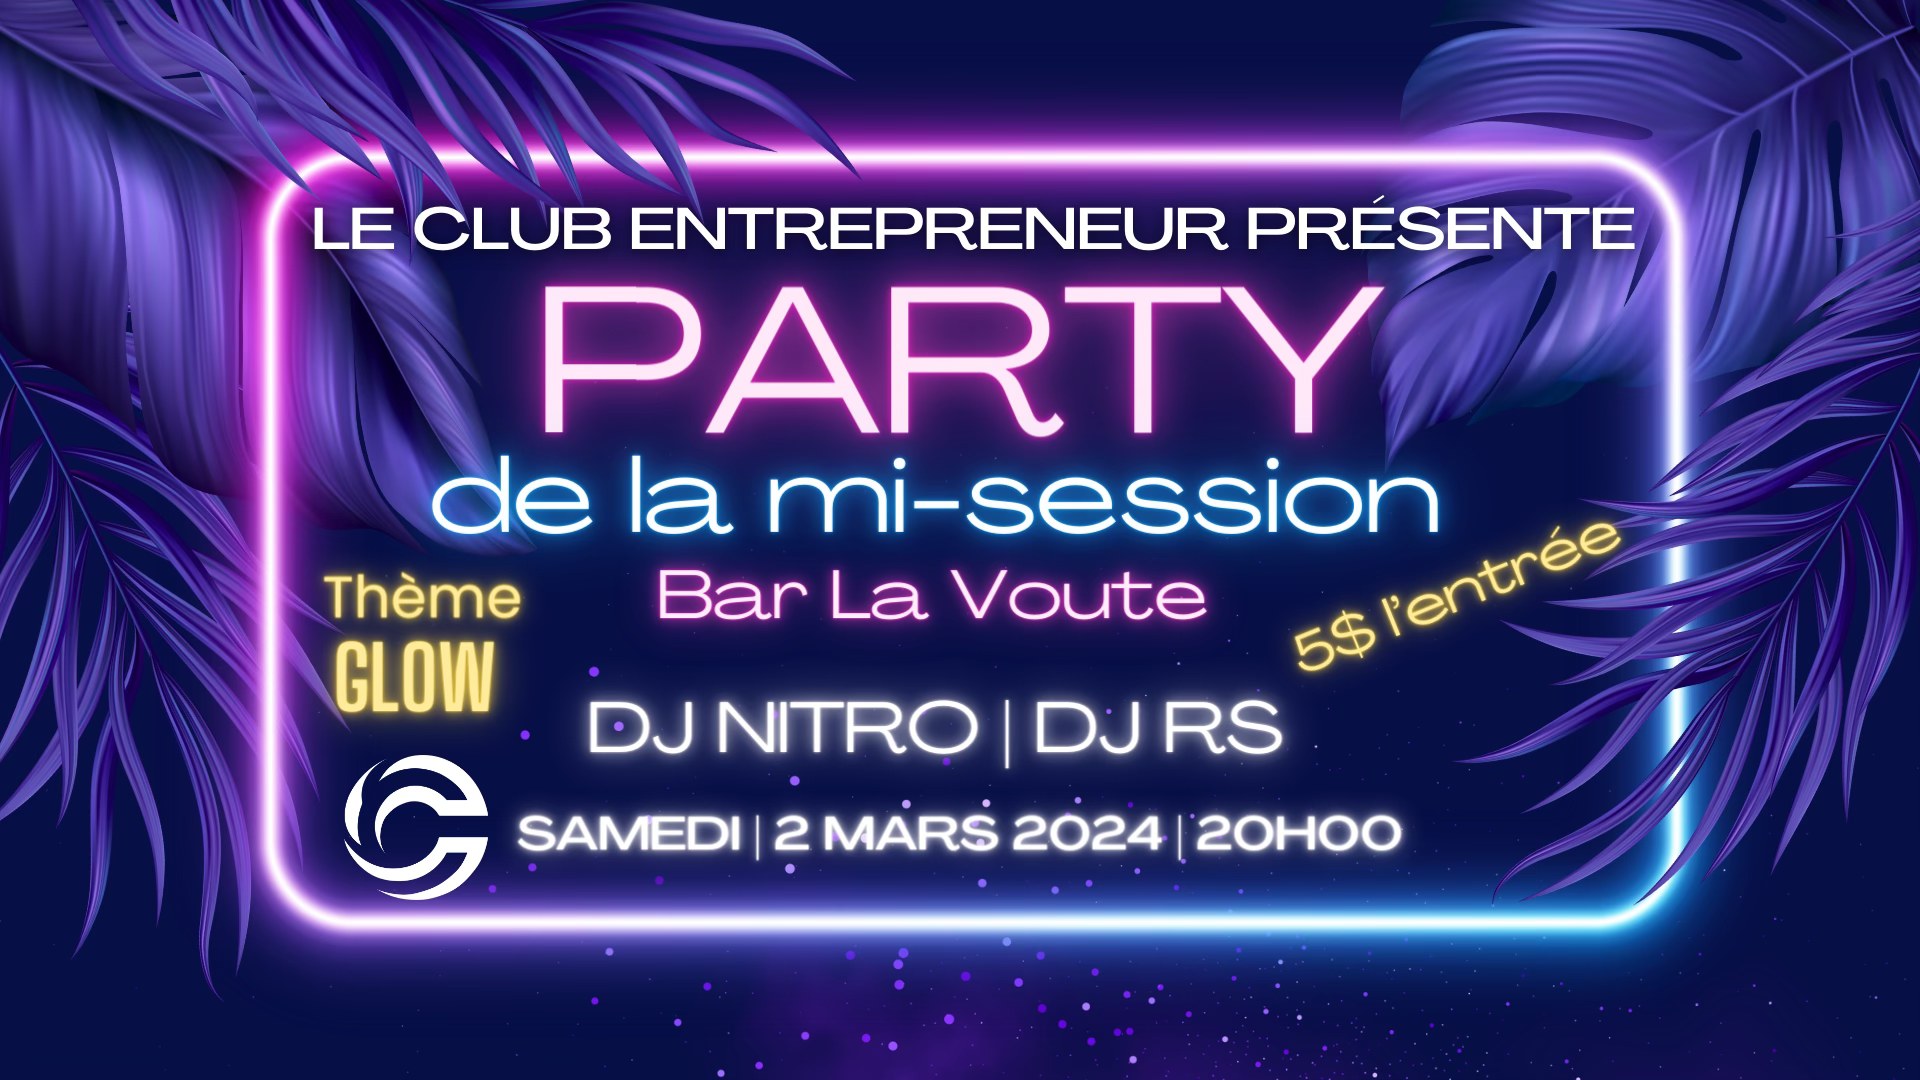 LE CLUB ENTREPRENEUR PRÉSENTE
PARTY
de la mi-session
Bar La Voute
5$ l'entrée
Thème
GLOW
DJ NITRO | DJ RS
SAMEDI | 2 MARS 2024 | 20H00